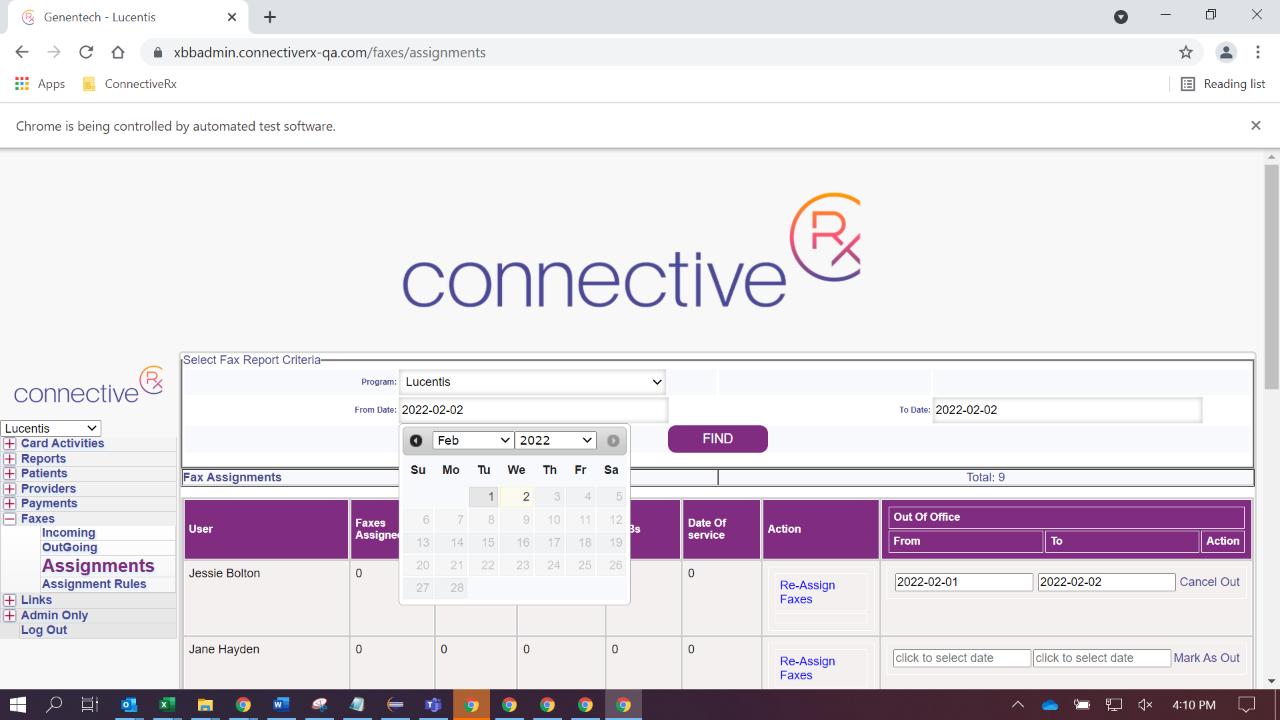 Genentech - Lucentis
xbbadmin.connectiverx-qa.com/faxes/assignments
Apps
ConnectiveRx
Reading list
Chrome is being controlled by automated test software.
connective Rx
connective Rx
Lucentis
Card Activities
Reports
Patients
Providers
Payments
Faxes
Incoming
OutGoing
Assignments
Assignment Rules
Links
Admin Only
Log Out
Select Fax Report Criteria
Program: Lucentis
From Date: 2022-02-02 To Date: 2022-02-02
FIND
Feb 2022
Su Mo Tu We Th Fr Sa
1 2 3 4 5
6 7 8 9 10 11 12
13 14 15 16 17 18 19
20 21 22 23 24 25 26
27 28
Fax Assignments Total: 9
User Faxes Assigne Bs Date Of service Action Out Of Office
From To Action
Jessie Bolton 0 0 Re-Assign Faxes 2022-02-01 2022-02-02 Cancel Out
Jane Hayden 0 0 0 0 0 Re-Assign Faxes click to select date click to select date Mark As Out
4:10 PM